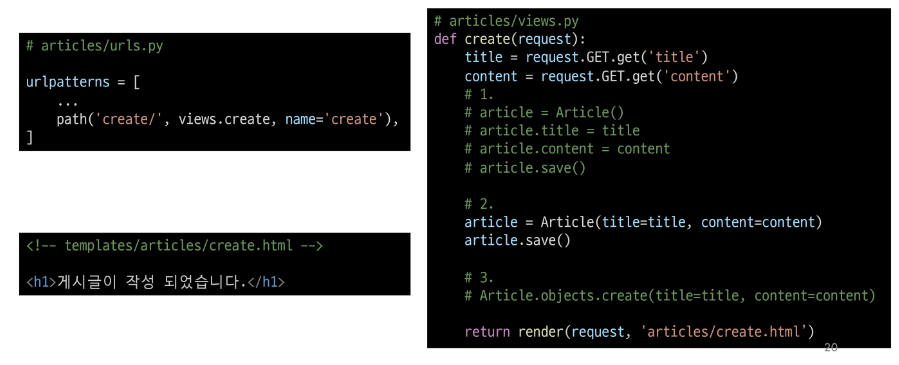 # articles/urls.py
urlpatterns = [
...
path('create/', views.create, name='create'),
]
<!-- templates/articles/create.html -->
<h1>게시글이 작성 되었습니다.</h1>
# articles/views.py
def create(request):
title = request.GET.get('title')
content = request.GET.get('content')
# 1.
# article = Article()
# article.title = title
# article.content = content
# article.save()
# 2.
article = Article(title=title, content=content)
article.save()
# 3.
# Article.objects.create(title=title, content=content)
return render(request, 'articles/create.html’)
20